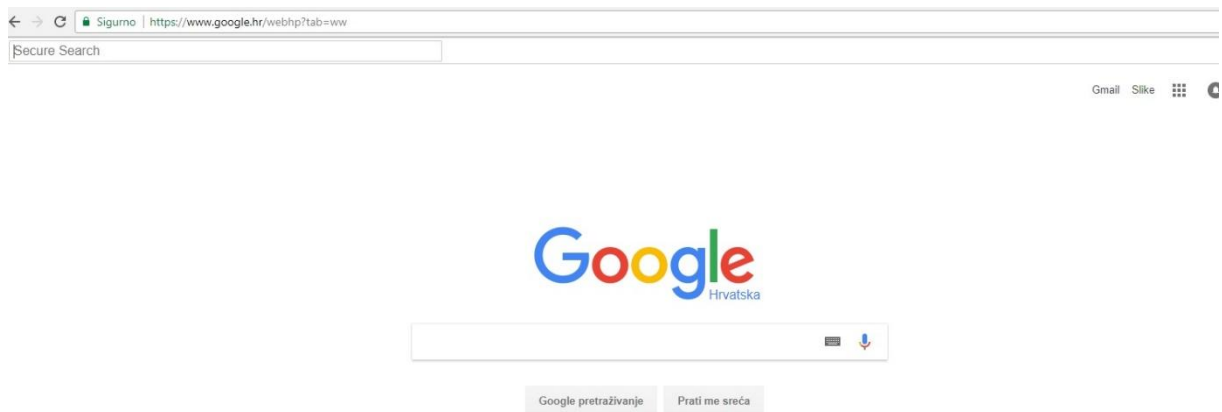 Sigurno | https://www.google.hr/webhp?tab=ww
Secure Search
Gmail Slike
Google
Hrvatska
Google pretraživanje Prati me sreća